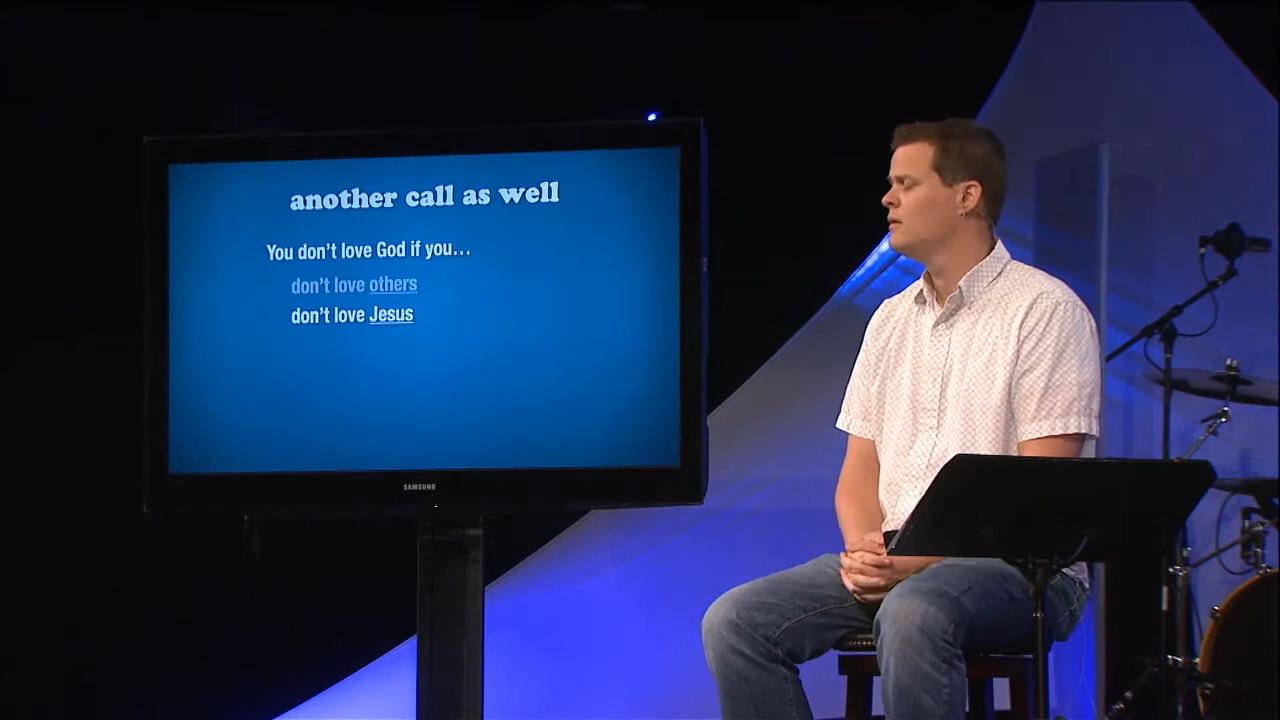 another call as well
You don't love God if you...
don't love others
don't love Jesus
SAMSUNG